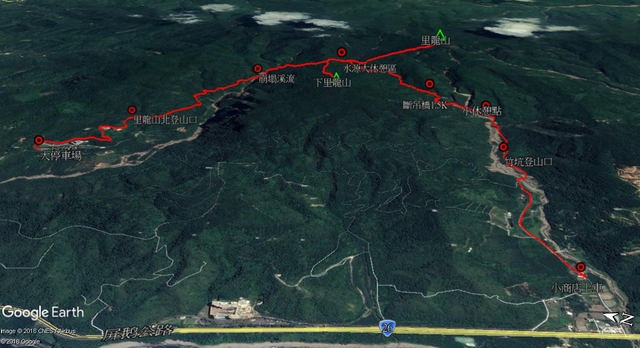 里龍山
水源大休憩區
崩塌溪流
下里龍山
斷吊橋1.5K
小休憩點
里龍山北登山口
大停車場
竹坑登山口
小商店上車
Google Earth
Image © 2018 CNES / Airbus
© 2018 Google
屏鵝公路
26
N